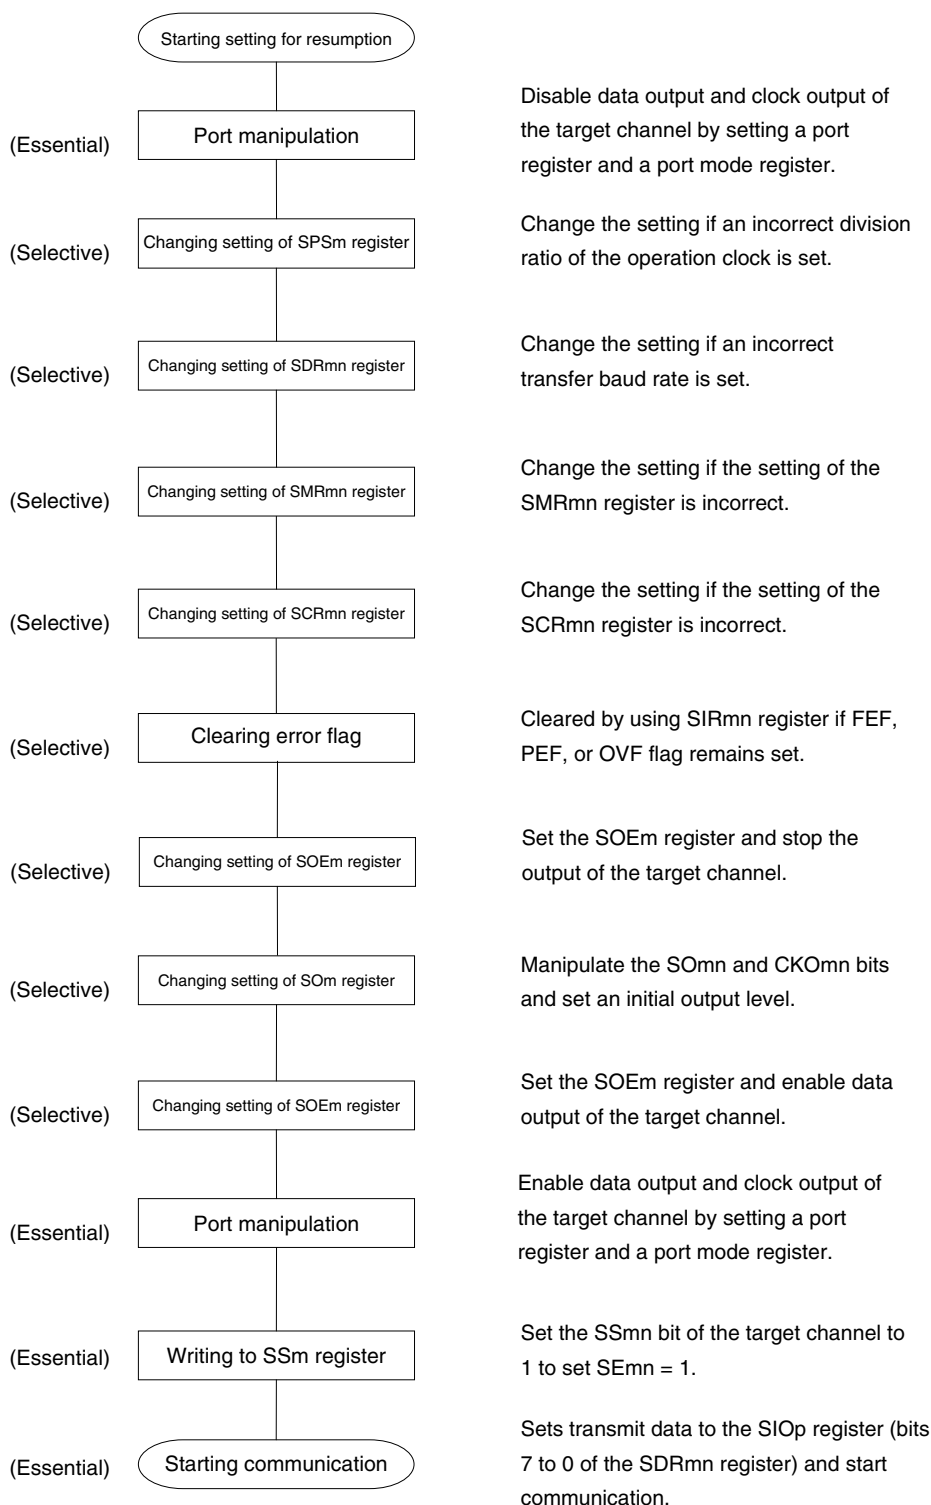 Starting setting for resumption
(Essential)
Port manipulation
Disable data output and clock output of
the target channel by setting a port
register and a port mode register.
(Selective)
Changing setting of SPSm register
Change the setting if an incorrect division
ratio of the operation clock is set.
(Selective)
Changing setting of SDRmn register
Change the setting if an incorrect
transfer baud rate is set.
(Selective)
Changing setting of SMRmn register
Change the setting if the setting of the
SMRmn register is incorrect.
(Selective)
Changing setting of SCRmn register
Change the setting if the setting of the
SCRmn register is incorrect.
(Selective)
Clearing error flag
Cleared by using SIRmn register if FEF,
PEF, or OVF flag remains set.
(Selective)
Changing setting of SOEm register
Set the SOEm register and stop the
output of the target channel.
(Selective)
Changing setting of SOm register
Manipulate the SOmn and CKOmn bits
and set an initial output level.
(Selective)
Changing setting of SOEm register
Set the SOEm register and enable data
output of the target channel.
(Essential)
Port manipulation
Enable data output and clock output of
the target channel by setting a port
register and a port mode register.
(Essential)
Writing to SSm register
Set the SSmn bit of the target channel to
1 to set SEmn = 1.
(Essential)
Starting communication
Sets transmit data to the SIOp register (bits
7 to 0 of the SDRmn register) and start
communication.